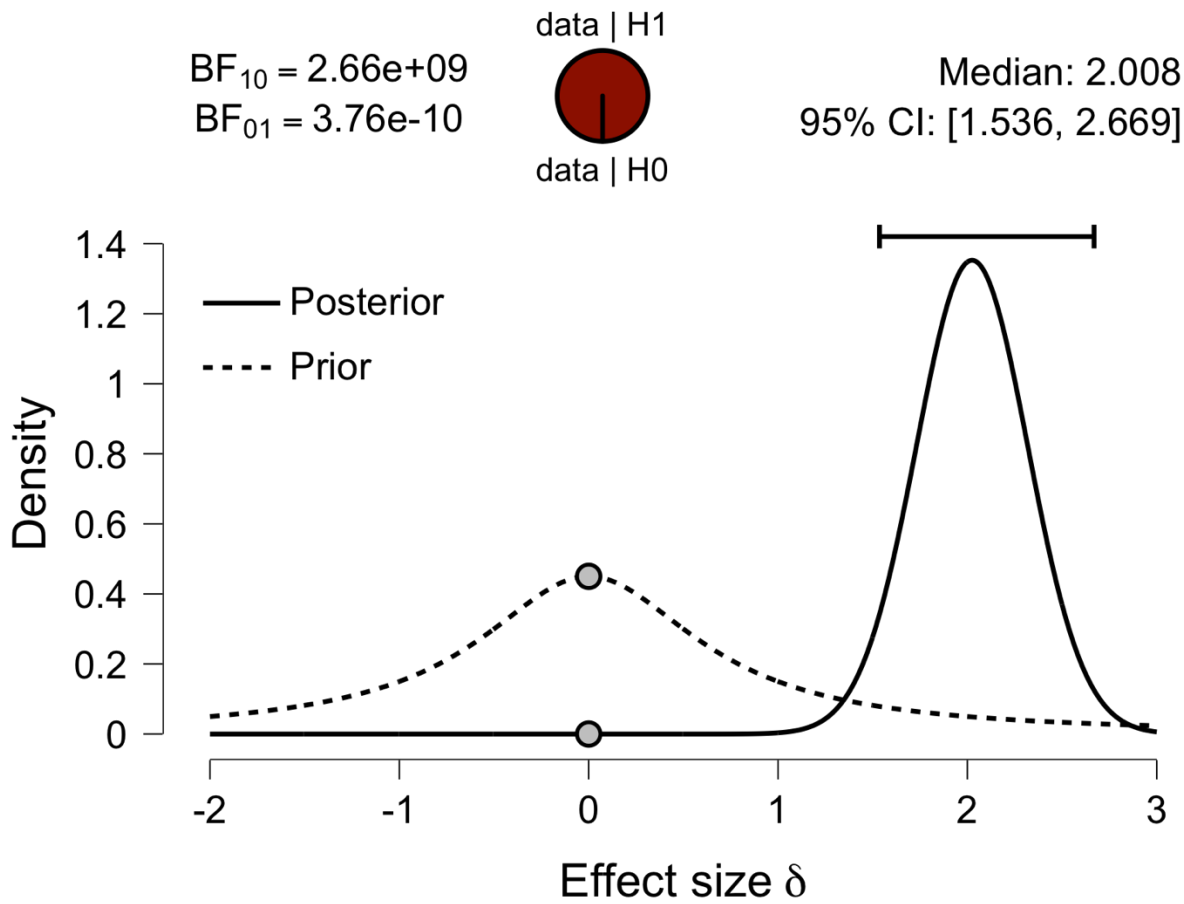 data | H1
BF₁₀ = 2.66e+09
BF₀₁ = 3.76e-10
data | H0
Median: 2.008
95% CI: [1.536, 2.669]
Posterior
Prior
Density
1.4
1.2
1
0.8
0.6
0.4
0.2
0
-2 -1 0 1 2 3
Effect size δ